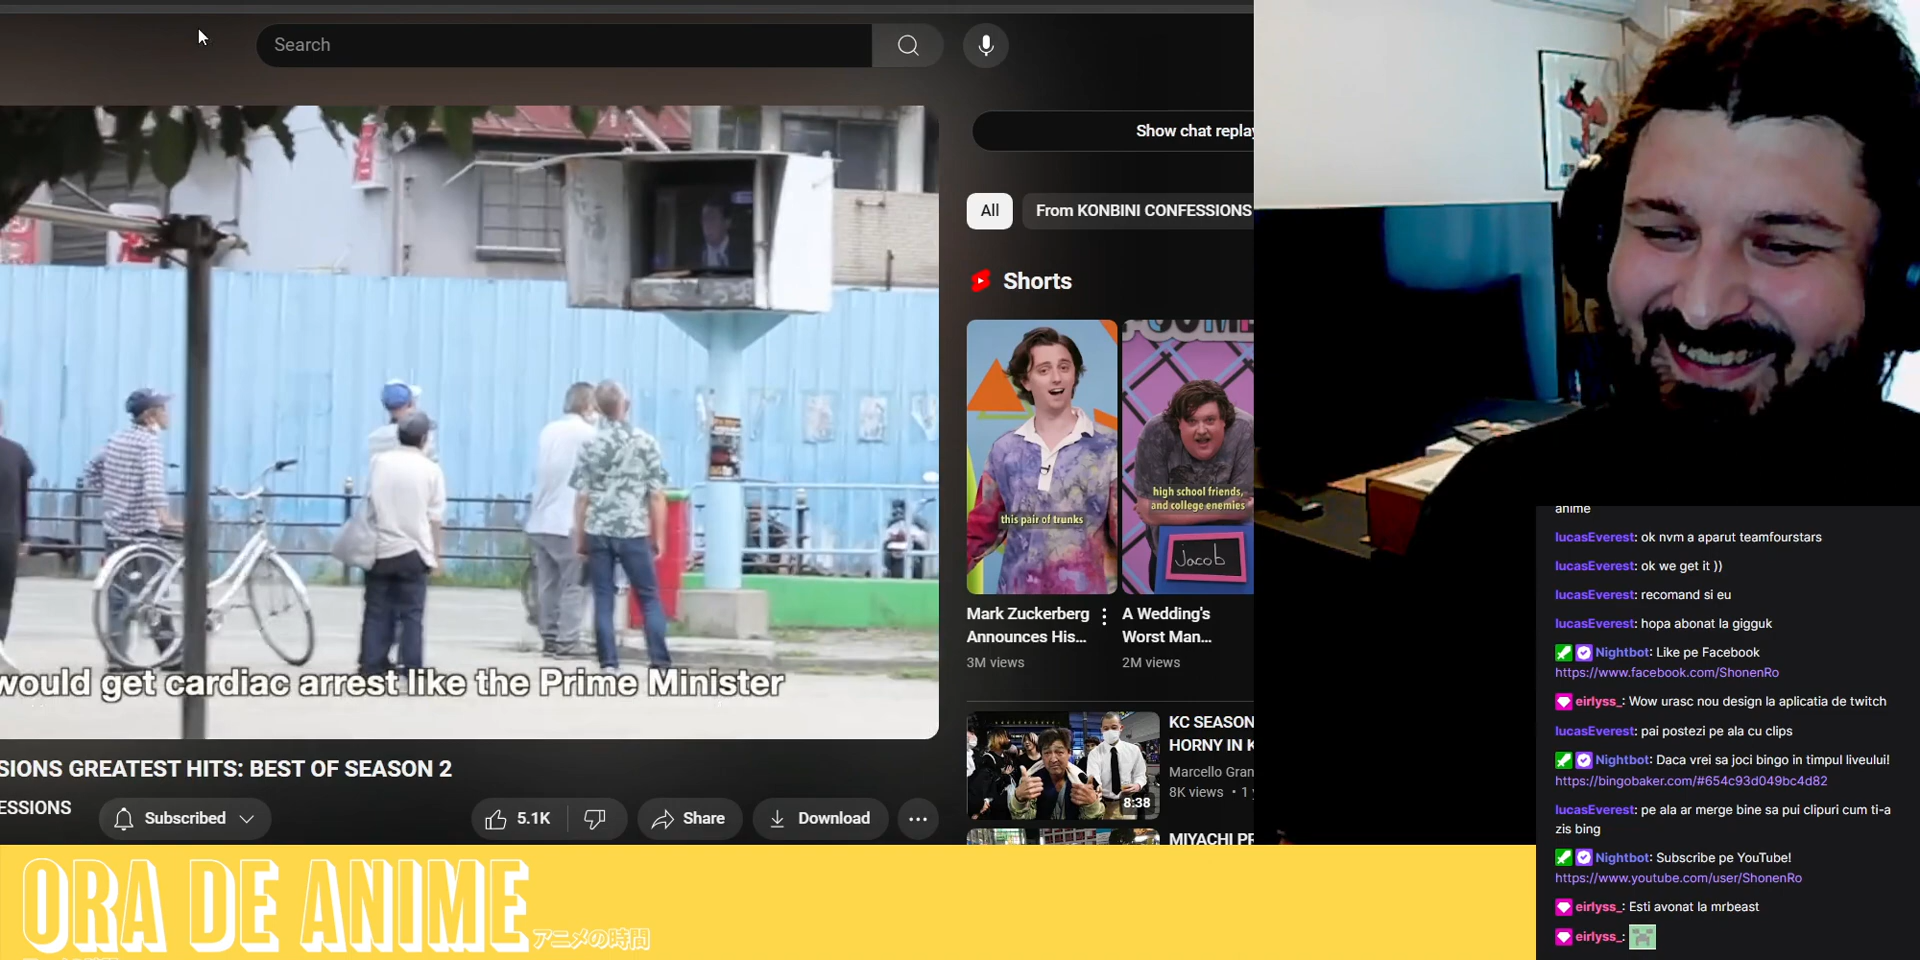 Search
Show chat replay
All
From KONBINI CONFESSIONS
Shorts
this pair of trunks
high school friends,
and college enemies
Jacob
Mark Zuckerberg
Announces His...
3M views
A Wedding's
Worst Man...
2M views
would get cardiac arrest like the Prime Minister
SIONS GREATEST HITS: BEST OF SEASON 2
ESSIONS
Subscribed
5.1K
Share
Download
KC SEASON
HORNY IN K
Marcello Gran
8K views • 1 y
8:38
MIYACHI PR
ORA DE ANIME
アニメの時間
anime
lucasEverest: ok nvm a aparut teamfourstars
lucasEverest: ok we get it ))
lucasEverest: recomand si eu
lucasEverest: hopa abonat la gigguk
Nightbot: Like pe Facebook
https://www.facebook.com/ShonenRo
eirlyss_: Wow urasc nou design la aplicatia de twitch
lucasEverest: pai postezi pe ala cu clips
Nightbot: Daca vrei sa joci bingo in timpul liveului!
https://bingobaker.com/#654c93d049bc4d82
lucasEverest: pe ala ar merge bine sa pui clipuri cum ti-a
zis bing
Nightbot: Subscribe pe YouTube!
https://www.youtube.com/user/ShonenRo
eirlyss_: Esti avonat la mrbeast
eirlyss_: